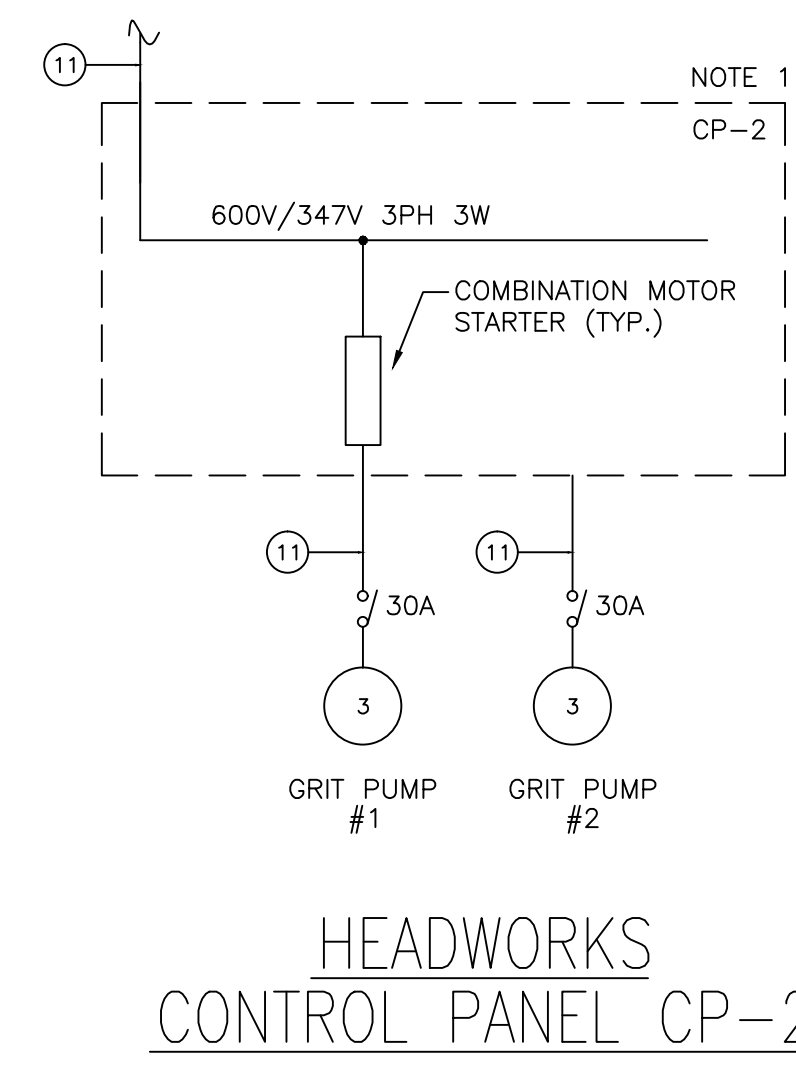 11
NOTE 1
CP-2
600V/347V 3PH 3W
COMBINATION MOTOR
STARTER (TYP.)
11
11
30A
30A
3
3
GRIT PUMP
#1
GRIT PUMP
#2
HEADWORKS
CONTROL PANEL CP-2